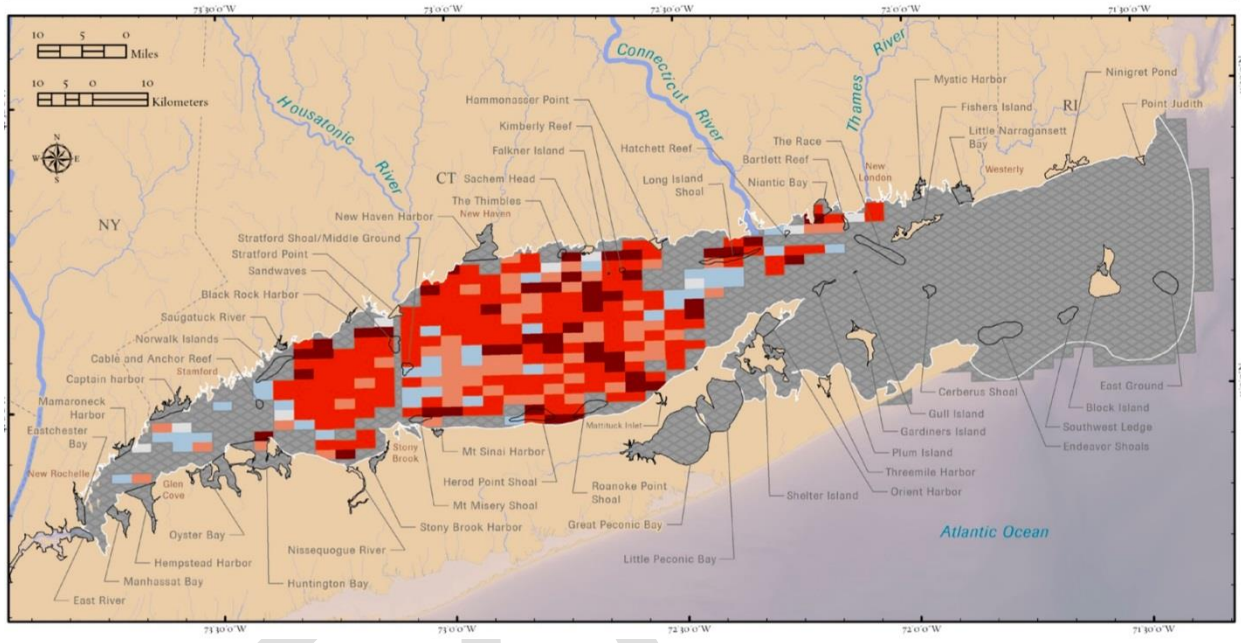 73°30'0"W
73°0'0"W
72°30'0"W
72°0'0"W
71°30'0"W
10 5 0
Miles
10 5 0 10
Kilometers
N
W E
S
NY
CT
RI
Housatonic
River
Connecticut
River
Thames
River
Mystic Harbor
Ninigret Pond
Fishers Island
Point Judith
Little Narragansett
Bay
Westerly
The Race
New
London
Bartlett Reef
Niantic Bay
Hammonasser Point
Kimberly Reef
Falkner Island
Hatchett Reef
Long Island
Shoal
Sachem Head
The Thimbles
New Haven
New Haven Harbor
Stratford Shoal/Middle Ground
Stratford Point
Sandwaves
Black Rock Harbor
Saugatuck River
Norwalk Islands
Cable and Anchor Reef
Stamford
Captain harbor
Mamaroneck
Harbor
Eastchester
Bay
New Rochelle
Glen
Cove
Stony
Brook
Mattituck Inlet
Mt Sinai Harbor
Herod Point Shoal
Roanoke Point
Shoal
Mt Misery Shoal
Stony Brook Harbor
Great Peconic Bay
Little Peconic Bay
Oyster Bay
Hempstead Harbor
Manhassat Bay
East River
Nissequogue River
Huntington Bay
Shelter Island
Orient Harbor
Threemile Harbor
Plum Island
Gardiners Island
Gull Island
Cerberus Shoal
East Ground
Block Island
Southwest Ledge
Endeavor Shoals
Atlantic Ocean
73°30'0"W
73°0'0"W
72°30'0"W
72°0'0"W
71°30'0"W